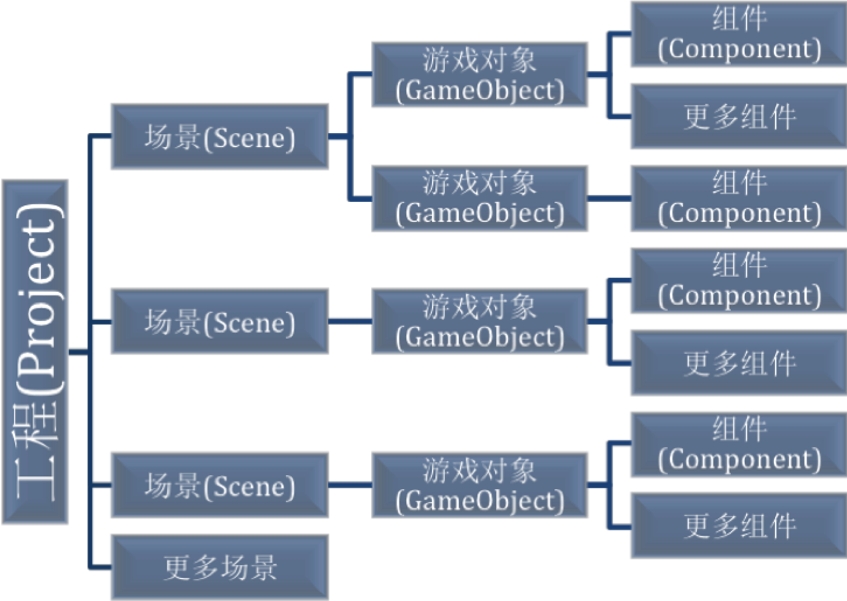 工程(Project)
场景(Scene)
游戏对象
(GameObject)
组件
(Component)
更多组件
游戏对象
(GameObject)
组件
(Component)
场景(Scene)
游戏对象
(GameObject)
组件
(Component)
更多组件
场景(Scene)
游戏对象
(GameObject)
组件
(Component)
更多组件
更多场景